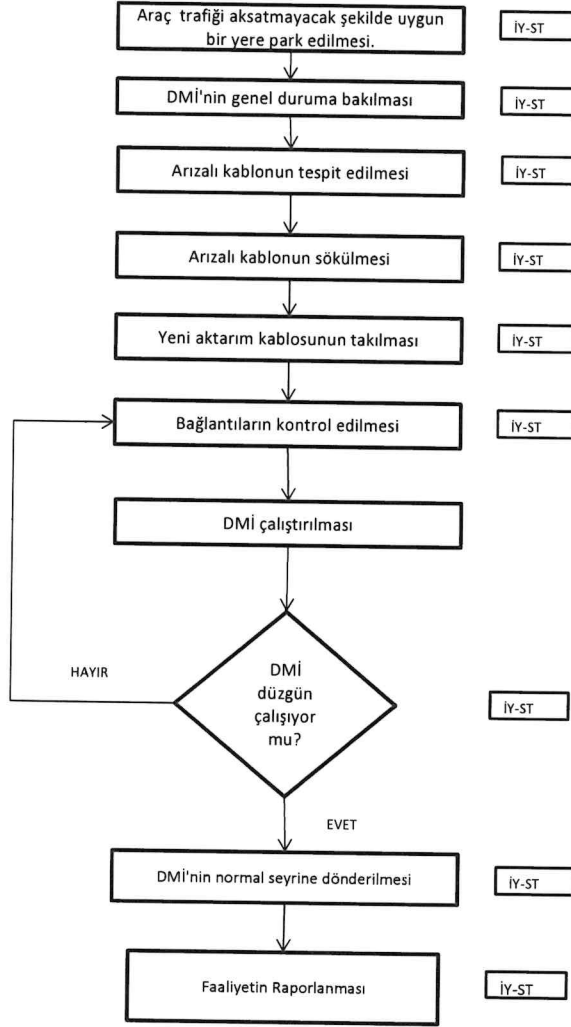 Araç trafiği aksatmayacak şekilde uygun
bir yere park edilmesi.
İY-ST
DMİ'nin genel duruma bakılması
İY-ST
Arızalı kablonun tespit edilmesi
İY-ST
Arızalı kablonun sökülmesi
İY-ST
Yeni aktarım kablosunun takılması
İY-ST
Bağlantıların kontrol edilmesi
İY-ST
DMİ çalıştırılması
HAYIR
DMİ
düzgün
çalışıyor
mu?
İY-ST
EVET
DMİ'nin normal seyrine dönderilmesi
İY-ST
Faaliyetin Raporlanması
İY-ST